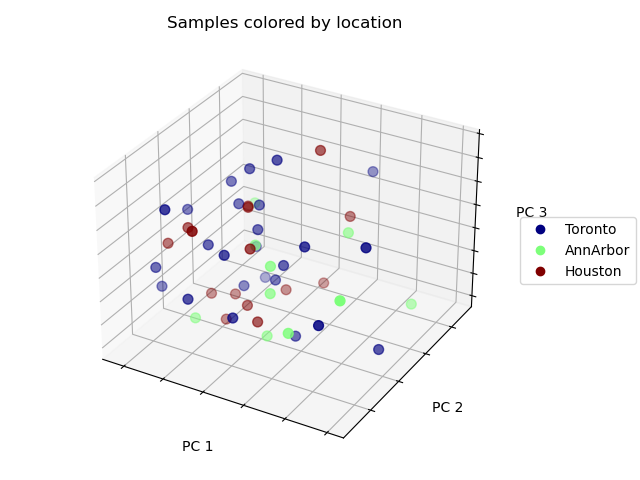 Samples colored by location
PC 3
Toronto
AnnArbor
Houston
PC 2
PC 1